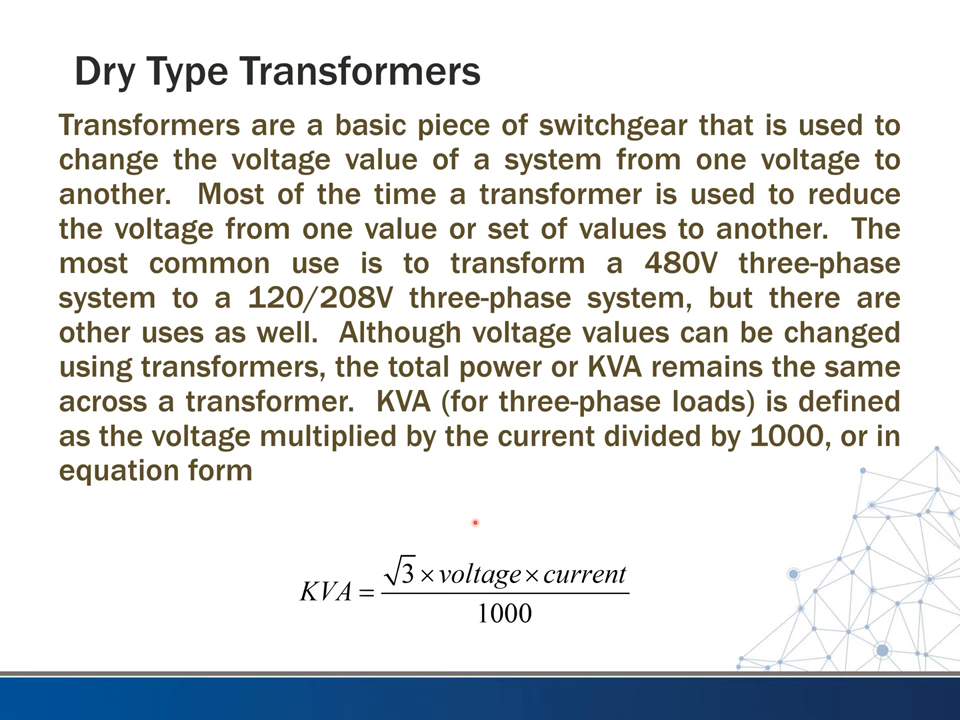 Dry Type Transformers
Transformers are a basic piece of switchgear that is used to
change the voltage value of a system from one voltage to
another. Most of the time a transformer is used to reduce
the voltage from one value or set of values to another. The
most common use is to transform a 480V three-phase
system to a 120/208V three-phase system, but there are
other uses as well. Although voltage values can be changed
using transformers, the total power or KVA remains the same
across a transformer. KVA (for three-phase loads) is defined
as the voltage multiplied by the current divided by 1000, or in
equation form
KVA = √3 × voltage × current / 1000